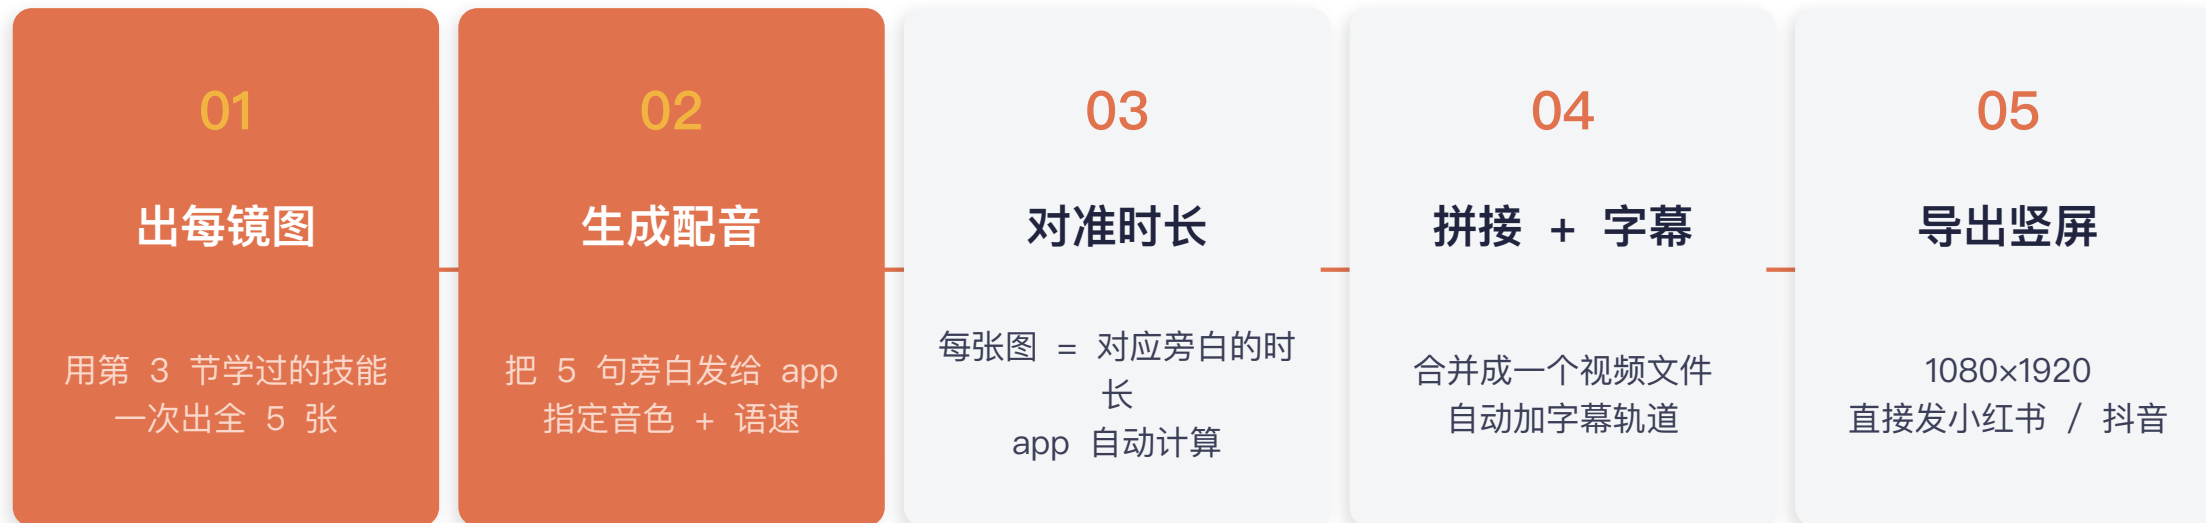 01
出每镜图
用第 3 节学过的技能
一次出全 5 张
02
生成配音
把 5 句旁白发给 app
指定音色 + 语速
03
对准时长
每张图 = 对应旁白的时
长
app 自动计算
04
拼接 + 字幕
合并成一个视频文件
自动加字幕轨道
05
导出竖屏
1080×1920
直接发小红书 / 抖音